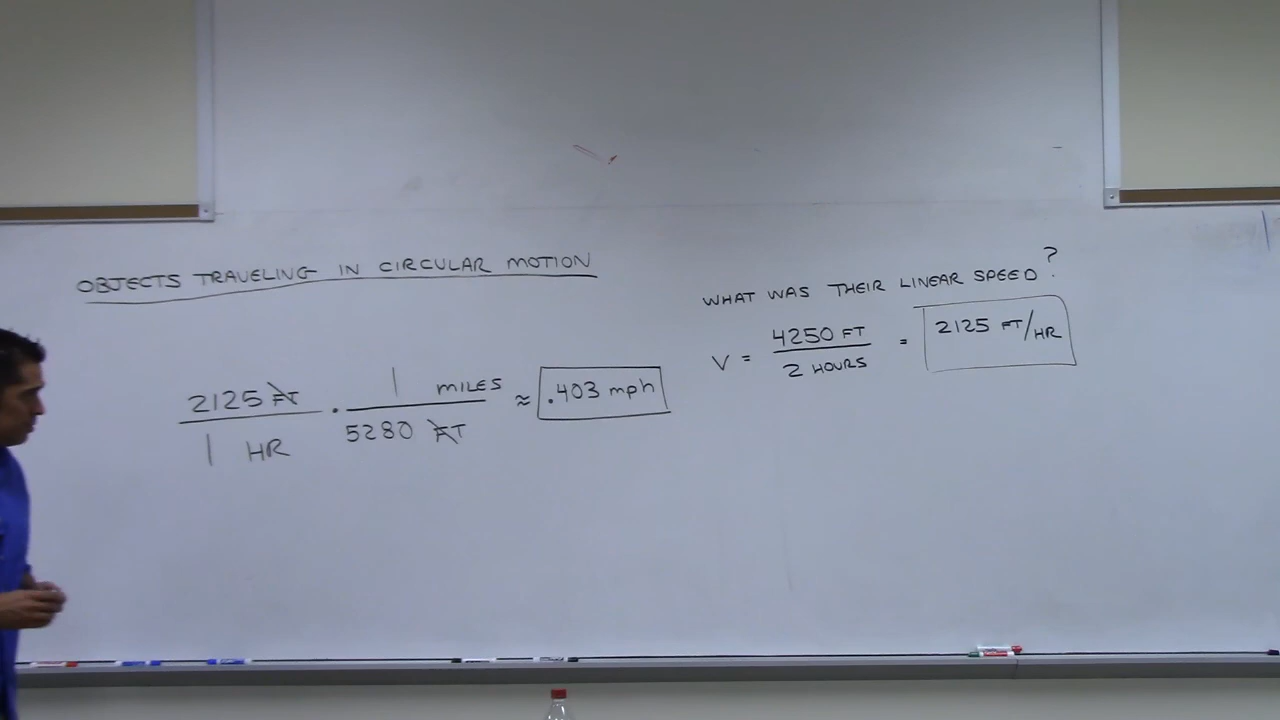 OBJECTS TRAVELING IN CIRCULAR MOTION
2125 FT / 1 HR · 1 MILES / 5280 FT ≈ .403 mph
WHAT WAS THEIR LINEAR SPEED?
V = 4250 FT / 2 HOURS = 2125 FT/HR